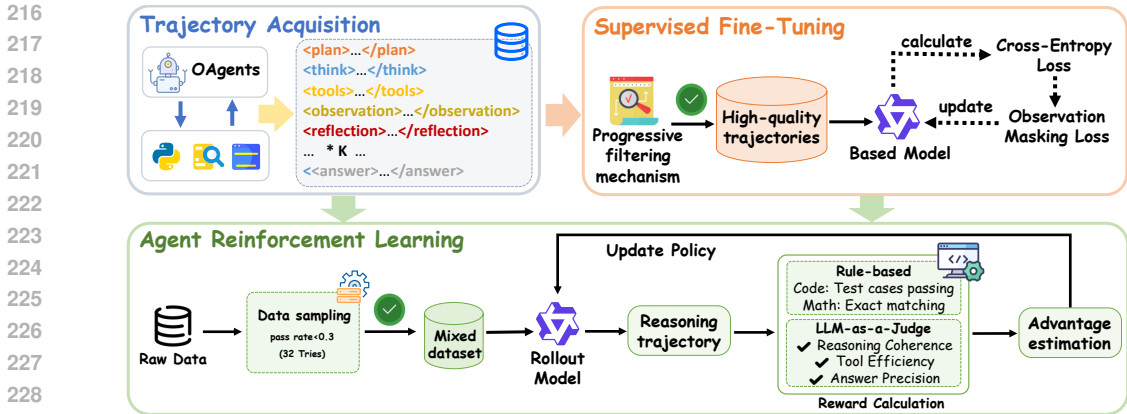 216
217
218
219
220
221
222
223
224
225
226
227
228
Trajectory Acquisition
OAgents
<plan>...</plan>
<think>...</think>
<tools>...</tools>
<observation>...</observation>
<reflection>...</reflection>
... * K ...
<<answer>...</answer>
Supervised Fine-Tuning
Progressive
filtering
mechanism
High-quality
trajectories
Based Model
calculate
update
Cross-Entropy
Loss
Observation
Masking Loss
Agent Reinforcement Learning
Update Policy
Raw Data
Data sampling
pass rate<0.3
(32 Tries)
Mixed
dataset
Rollout
Model
Reasoning
trajectory
Rule-based
Code: Test cases passing
Math: Exact matching
LLM-as-a-Judge
✔ Reasoning Coherence
✔ Tool Efficiency
✔ Answer Precision
Reward Calculation
Advantage
estimation